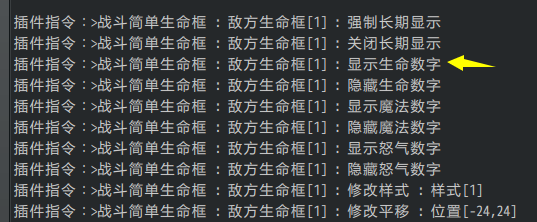 插件指令：>战斗简单生命框 : 敌方生命框[1] : 强制长期显示
插件指令：>战斗简单生命框 : 敌方生命框[1] : 关闭长期显示
插件指令：>战斗简单生命框 : 敌方生命框[1] : 显示生命数字
插件指令：>战斗简单生命框 : 敌方生命框[1] : 隐藏生命数字
插件指令：>战斗简单生命框 : 敌方生命框[1] : 显示魔法数字
插件指令：>战斗简单生命框 : 敌方生命框[1] : 隐藏魔法数字
插件指令：>战斗简单生命框 : 敌方生命框[1] : 显示怒气数字
插件指令：>战斗简单生命框 : 敌方生命框[1] : 隐藏怒气数字
插件指令：>战斗简单生命框 : 敌方生命框[1] : 修改样式 : 样式[1]
插件指令：>战斗简单生命框 : 敌方生命框[1] : 修改平移 : 位置[-24,24]